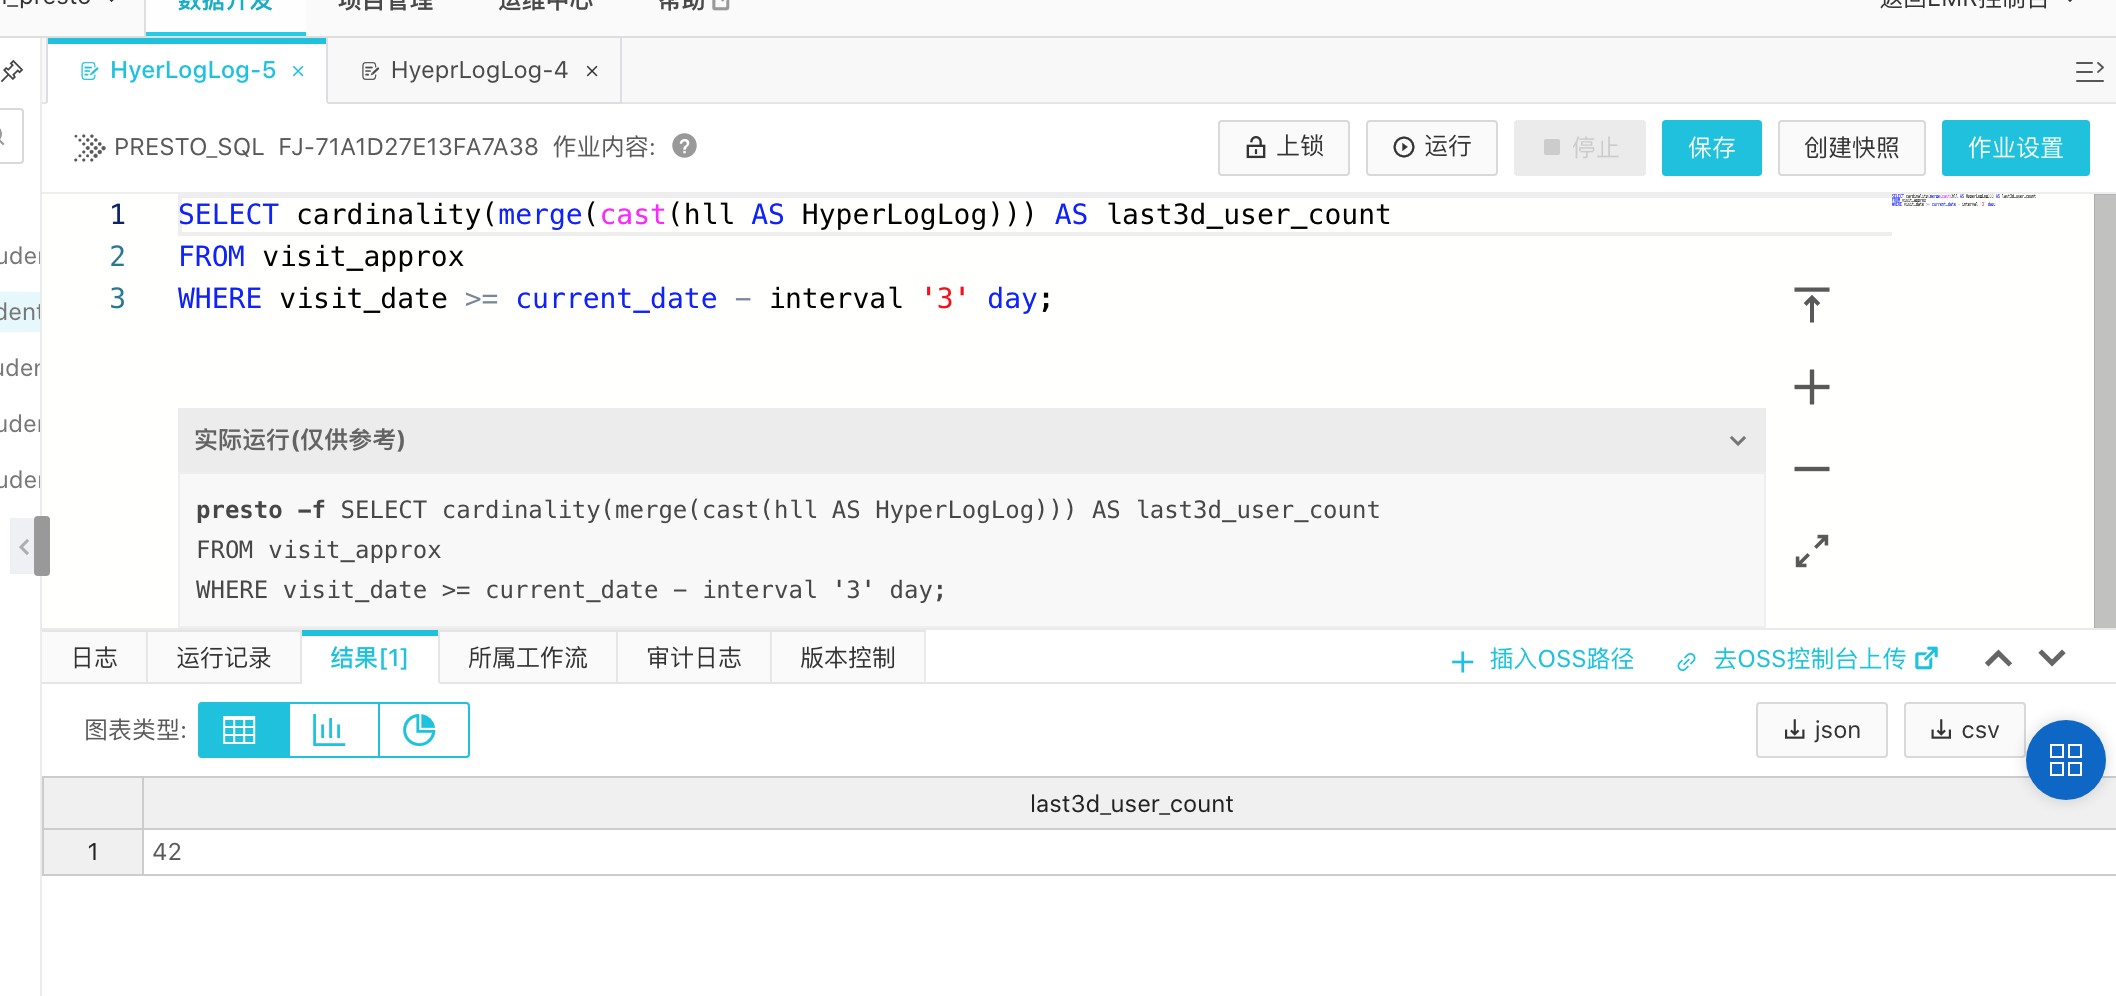 数据开发 项目管理 运维中心 帮助 返回EMR控制台
HyerLogLog-5 × HyeprLogLog-4 ×
PRESTO_SQL FJ-71A1D27E13FA7A38 作业内容: ? 上锁 运行 停止 保存 创建快照 作业设置
1 SELECT cardinality(merge(cast(hll AS HyperLogLog))) AS last3d_user_count
2 FROM visit_approx
3 WHERE visit_date >= current_date - interval '3' day;
实际运行(仅供参考)
presto -f SELECT cardinality(merge(cast(hll AS HyperLogLog))) AS last3d_user_count
FROM visit_approx
WHERE visit_date >= current_date - interval '3' day;
日志 运行记录 结果[1] 所属工作流 审计日志 版本控制 插入OSS路径 去OSS控制台上传
图表类型: json csv
last3d_user_count
1 42